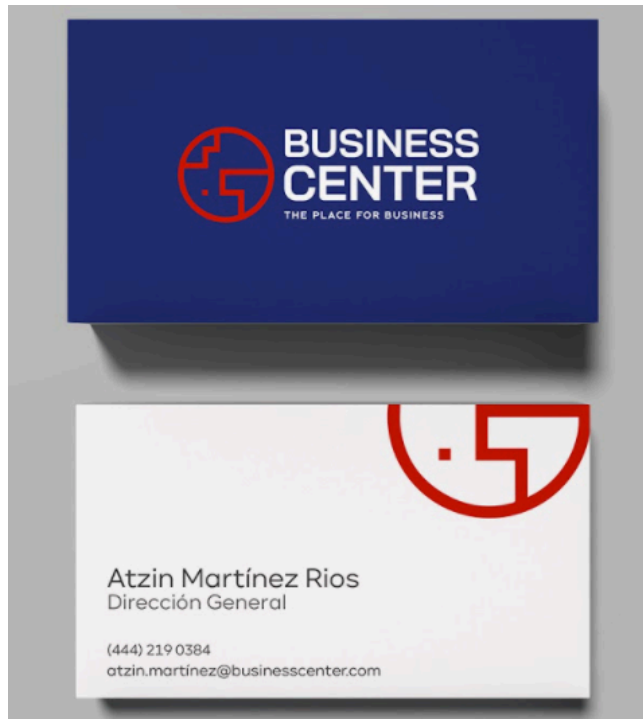 BUSINESS
CENTER
THE PLACE FOR BUSINESS
Atzin Martínez Rios
Dirección General
(444) 219 0384
atzin.martínez@businesscenter.com